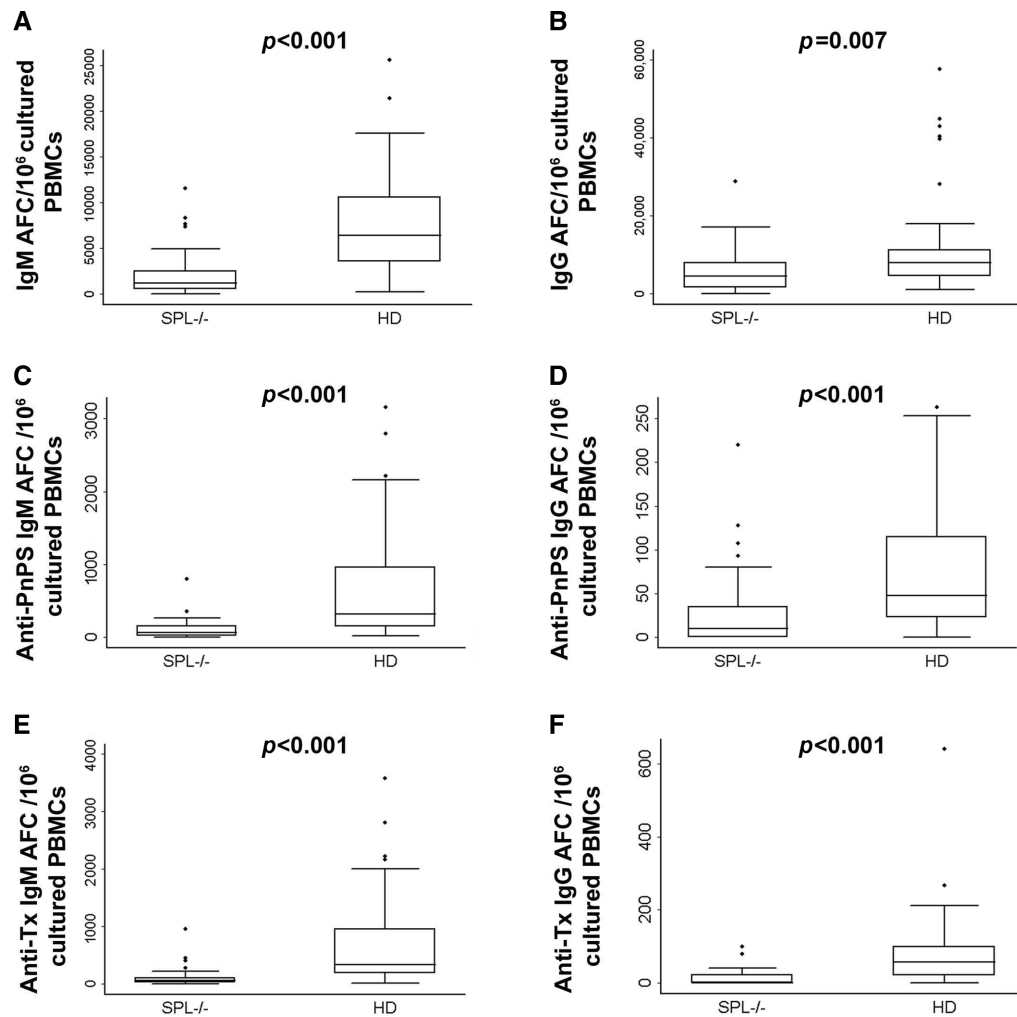 A
p<0.001
IgM AFC/10⁶ cultured
PBMCs
25000
20000
15000
10000
5000
0
SPL-/-
HD
B
p=0.007
IgG AFC/10⁶ cultured
PBMCs
60,000
40,000
20,000
0
SPL-/-
HD
C
p<0.001
Anti-PnPS IgM AFC /10⁶
cultured PBMCs
3000
2000
1000
0
SPL-/-
HD
D
p<0.001
Anti-PnPS IgG AFC /10⁶
cultured PBMCs
250
200
150
100
50
0
SPL-/-
HD
E
p<0.001
Anti-Tx IgM AFC /10⁶
cultured PBMCs
4000
3000
2000
1000
0
SPL-/-
HD
F
p<0.001
Anti-Tx IgG AFC /10⁶
cultured PBMCs
600
400
200
0
SPL-/-
HD